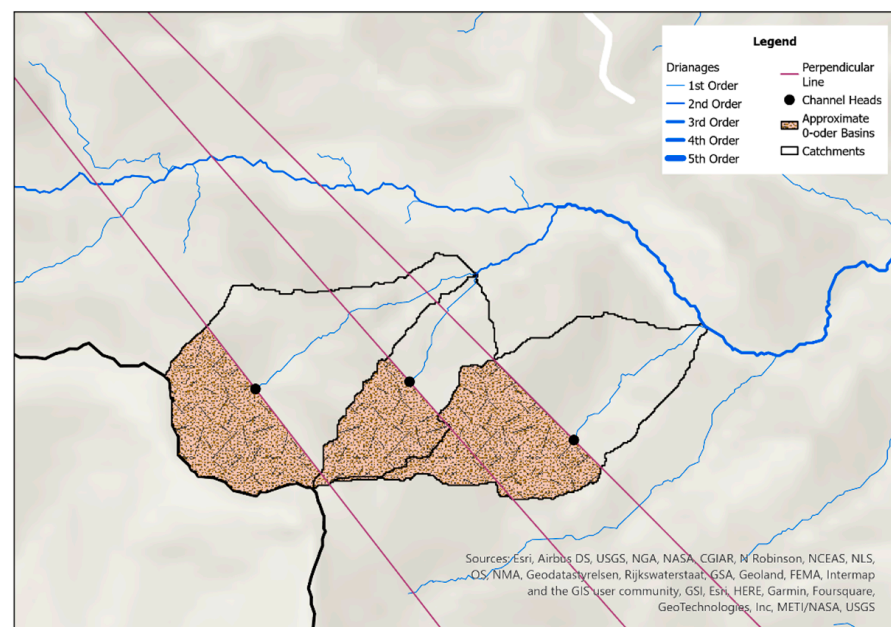 Legend
Drianages
1st Order
2nd Order
3rd Order
4th Order
5th Order
Perpendicular
Line
Channel Heads
Approximate
0-oder Basins
Catchments
Sources: Esri, Airbus DS, USGS, NGA, NASA, CGIAR, N Robinson, NCEAS, NLS,
OS, NMA, Geodatastyrelsen, Rijkswaterstaat, GSA, Geoland, FEMA, Intermap
and the GIS user community, GSI, Esri, HERE, Garmin, Foursquare,
GeoTechnologies, Inc, METI/NASA, USGS